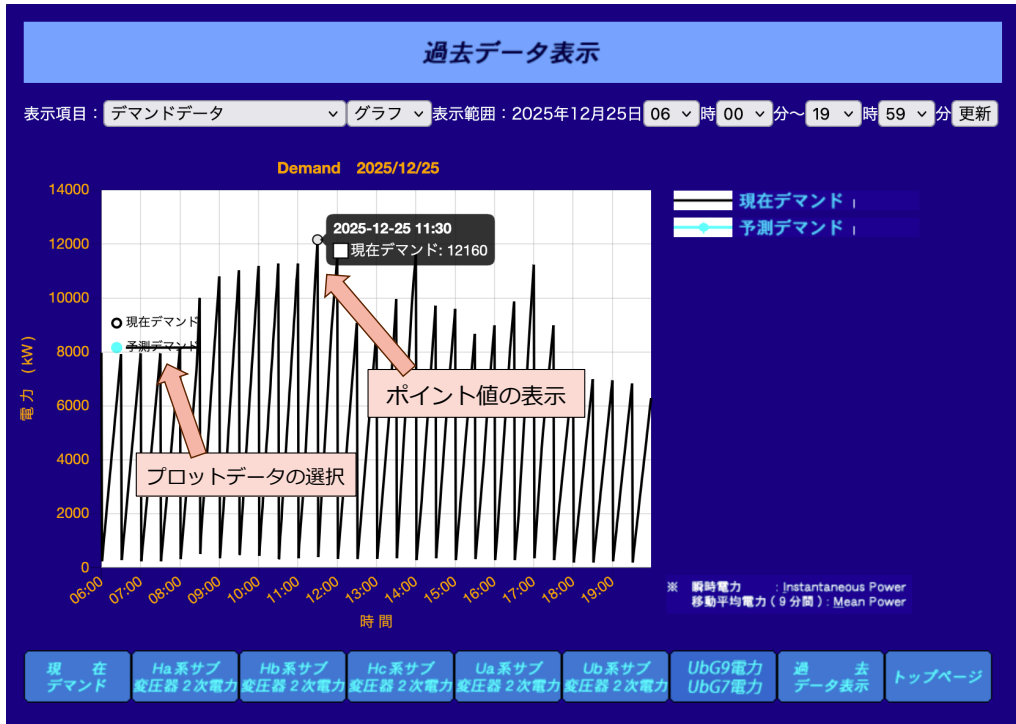 過去データ表示
表示項目：デマンドデータ グラフ 表示範囲：2025年12月25日 06 時 00 分～ 19 時 59 分 更新
Demand 2025/12/25
14000
12000
10000
8000
6000
4000
2000
0
電力 (kW)
2025-12-25 11:30
現在デマンド: 12160
現在デマンド
予測デマンド
ポイント値の表示
プロットデータの選択
06:00 07:00 08:00 09:00 10:00 11:00 12:00 13:00 14:00 15:00 16:00 17:00 18:00 19:00
時間
現在デマンド
予測デマンド
※ 瞬時電力 : Instantaneous Power
移動平均電力(9分間): Mean Power
現 在
デマンド
Ha系サブ
変圧器2次電力
Hb系サブ
変圧器2次電力
Hc系サブ
変圧器2次電力
Ua系サブ
変圧器2次電力
Ub系サブ
変圧器2次電力
UbG9電力
UbG7電力
過 去
データ表示
トップページ